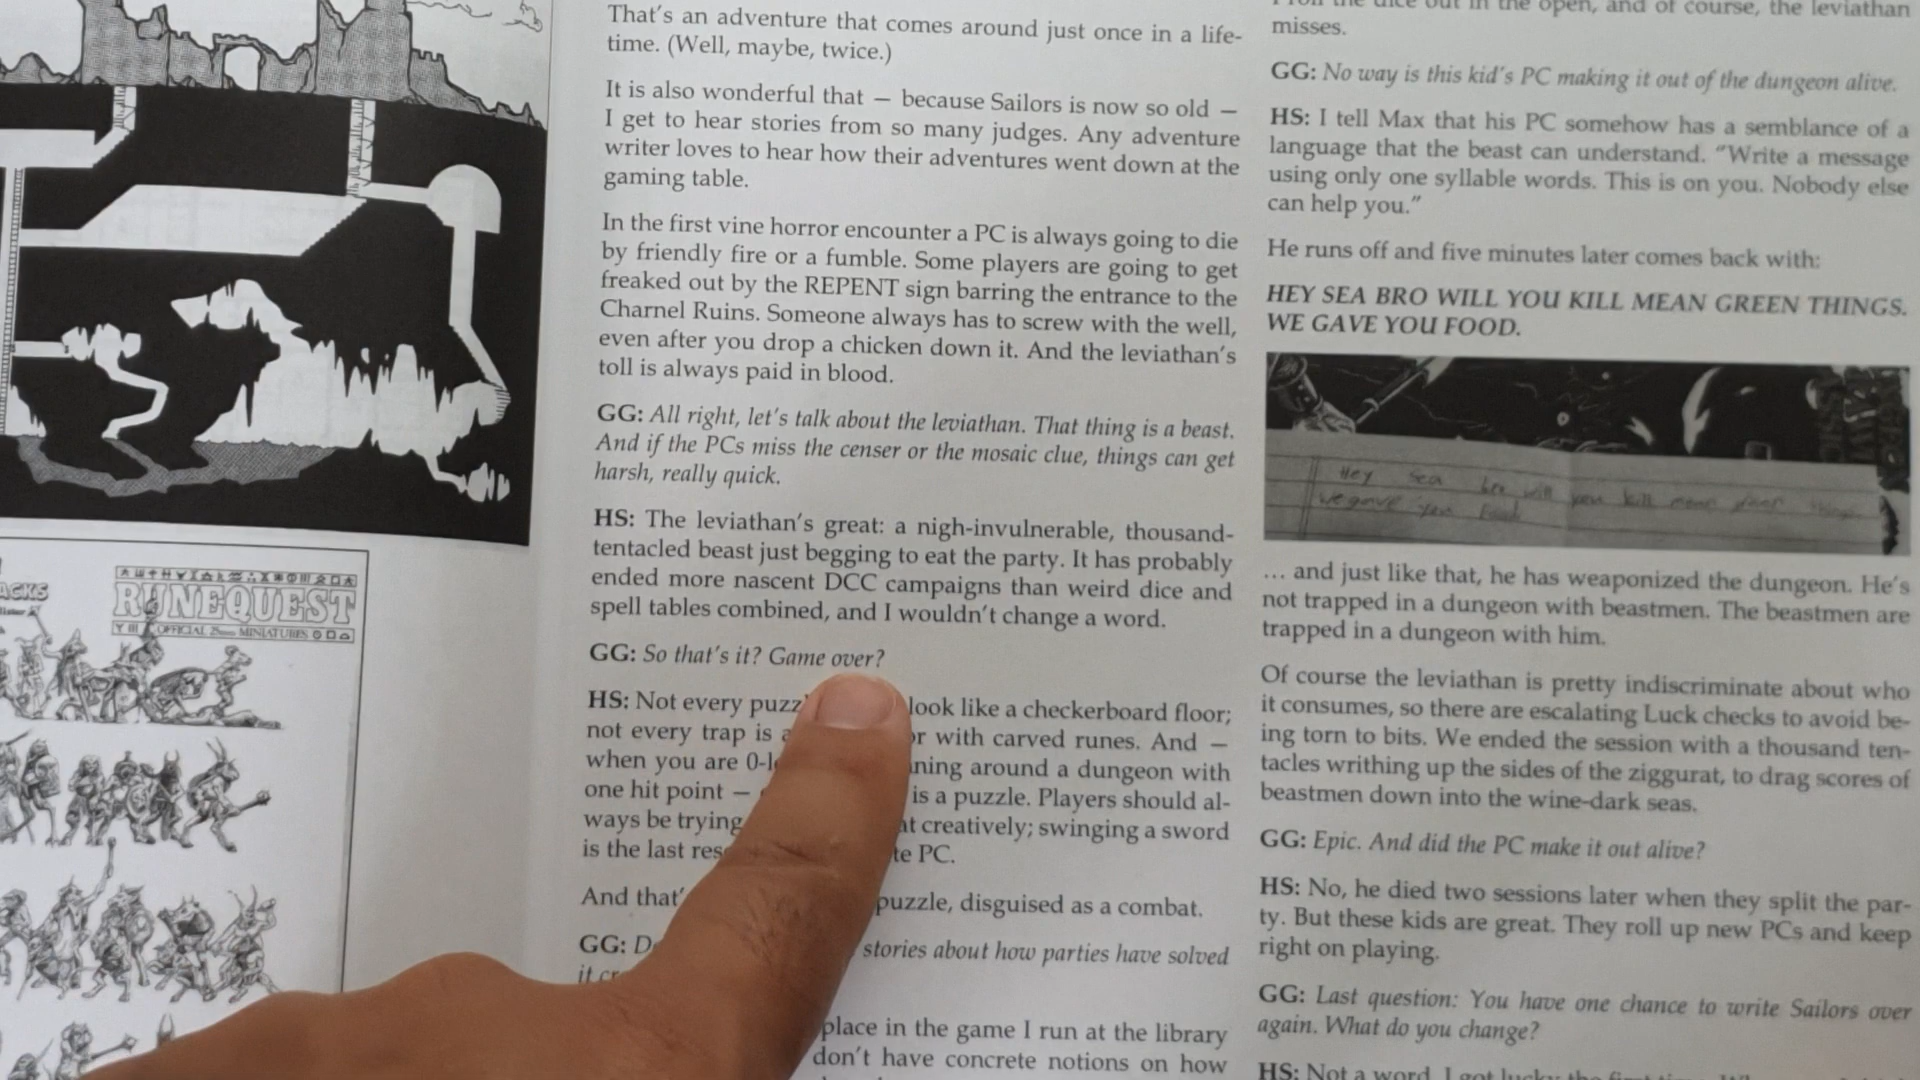 ACKS
RUNEQUEST
OFFICIAL 25mm MINIATURES
That's an adventure that comes around just once in a life-
time. (Well, maybe, twice.)
It is also wonderful that — because Sailors is now so old —
I get to hear stories from so many judges. Any adventure
writer loves to hear how their adventures went down at the
gaming table.
In the first vine horror encounter a PC is always going to die
by friendly fire or a fumble. Some players are going to get
freaked out by the REPENT sign barring the entrance to the
Charnel Ruins. Someone always has to screw with the well,
even after you drop a chicken down it. And the leviathan's
toll is always paid in blood.
GG: All right, let's talk about the leviathan. That thing is a beast.
And if the PCs miss the censer or the mosaic clue, things can get
harsh, really quick.
HS: The leviathan's great: a nigh-invulnerable, thousand-
tentacled beast just begging to eat the party. It has probably
ended more nascent DCC campaigns than weird dice and
spell tables combined, and I wouldn't change a word.
GG: So that's it? Game over?
HS: Not every puzz look like a checkerboard floor;
not every trap is a with carved runes. And —
when you are 0-l ning around a dungeon with
one hit point — is a puzzle. Players should al-
ways be trying at creatively; swinging a sword
is the last res te PC.
And that' puzzle, disguised as a combat.
GG: D stories about how parties have solved
it cr
place in the game I run at the library
don't have concrete notions on how
the dice out in the open, and of course, the leviathan
misses.
GG: No way is this kid's PC making it out of the dungeon alive.
HS: I tell Max that his PC somehow has a semblance of a
language that the beast can understand. "Write a message
using only one syllable words. This is on you. Nobody else
can help you."
He runs off and five minutes later comes back with:
HEY SEA BRO WILL YOU KILL MEAN GREEN THINGS.
WE GAVE YOU FOOD.
Hey Sea bro will you kill mean green things
we gave you Food
... and just like that, he has weaponized the dungeon. He's
not trapped in a dungeon with beastmen. The beastmen are
trapped in a dungeon with him.
Of course the leviathan is pretty indiscriminate about who
it consumes, so there are escalating Luck checks to avoid be-
ing torn to bits. We ended the session with a thousand ten-
tacles writhing up the sides of the ziggurat, to drag scores of
beastmen down into the wine-dark seas.
GG: Epic. And did the PC make it out alive?
HS: No, he died two sessions later when they split the par-
ty. But these kids are great. They roll up new PCs and keep
right on playing.
GG: Last question: You have one chance to write Sailors over
again. What do you change?
HS: Not a word. I got lucky the first time.